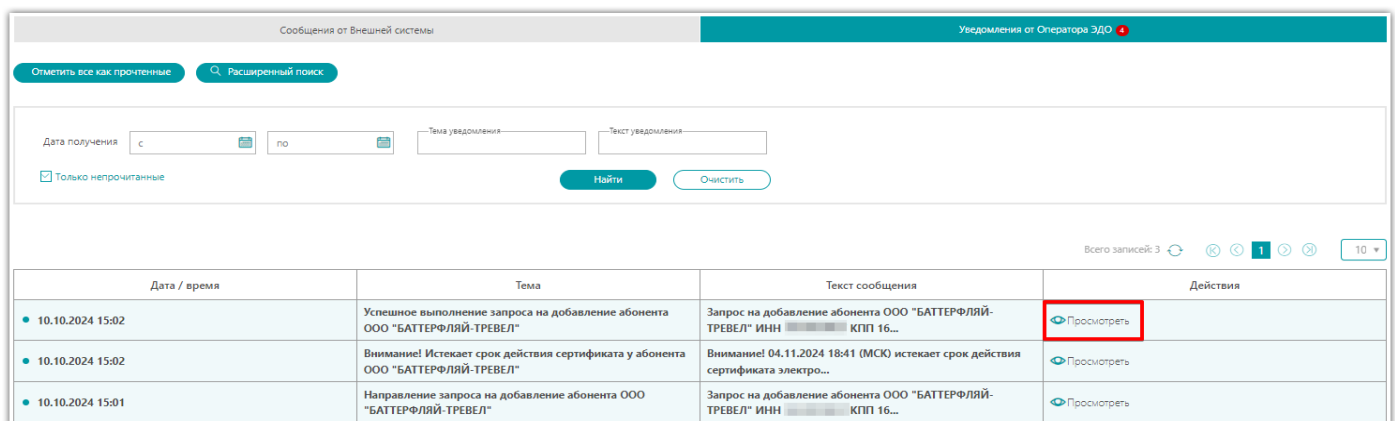 Сообщения от Внешней системы
Уведомления от Оператора ЭДО 4
Отметить все как прочтенные
Расширенный поиск
Тема уведомления
Текст уведомления
Дата получения
с
по
Только непрочитанные
Найти
Очистить
Всего записей: 3
1
10
Дата / время
Тема
Текст сообщения
Действия
10.10.2024 15:02
Успешное выполнение запроса на добавление абонента
ООО "БАТТЕРФЛЯЙ-ТРЕВЕЛ"
Запрос на добавление абонента ООО "БАТТЕРФЛЯЙ-
ТРЕВЕЛ" ИНН КПП 16...
Просмотреть
10.10.2024 15:02
Внимание! Истекает срок действия сертификата у абонента
ООО "БАТТЕРФЛЯЙ-ТРЕВЕЛ"
Внимание! 04.11.2024 18:41 (МСК) истекает срок действия
сертификата электро...
Просмотреть
10.10.2024 15:01
Направление запроса на добавление абонента ООО
"БАТТЕРФЛЯЙ-ТРЕВЕЛ"
Запрос на добавление абонента ООО "БАТТЕРФЛЯЙ-
ТРЕВЕЛ" ИНН КПП 16...
Просмотреть